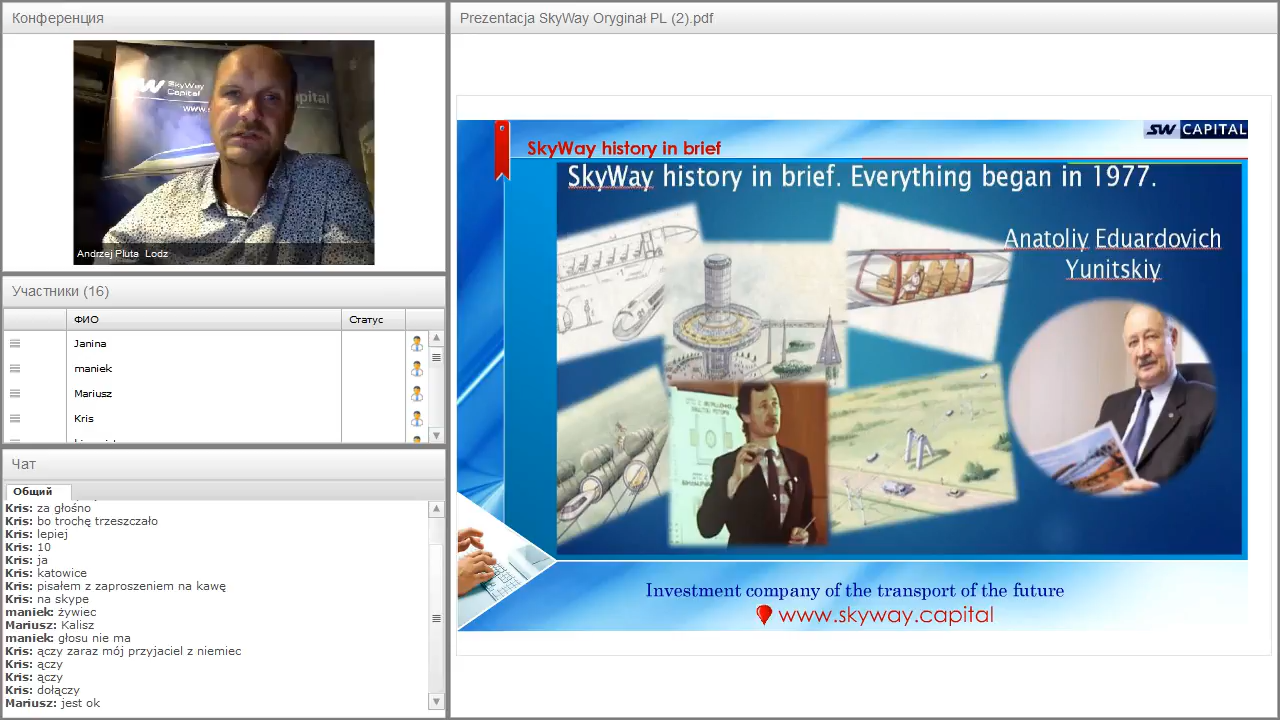 Конференция
SkyWay
Capital
www.s
Andrzej Pluta Lodz
Участники (16)
ФИО
Статус
Janina
maniek
Mariusz
Kris
Чат
Общий
Kris: za głośno
Kris: bo trochę trzeszczało
Kris: lepiej
Kris: 10
Kris: ja
Kris: katowice
Kris: pisałem z zaproszeniem na kawę
Kris: na skype
maniek: żywiec
Mariusz: Kalisz
maniek: głosu nie ma
Kris: ączy zaraz mój przyjaciel z niemiec
Kris: ączy
Kris: ączy
Kris: dołączy
Mariusz: jest ok
Prezentacja SkyWay Oryginał PL (2).pdf
SW CAPITAL
SkyWay history in brief
SkyWay history in brief. Everything began in 1977.
Anatoliy Eduardovich
Yunitskiy
Investment company of the transport of the future
www.skyway.capital